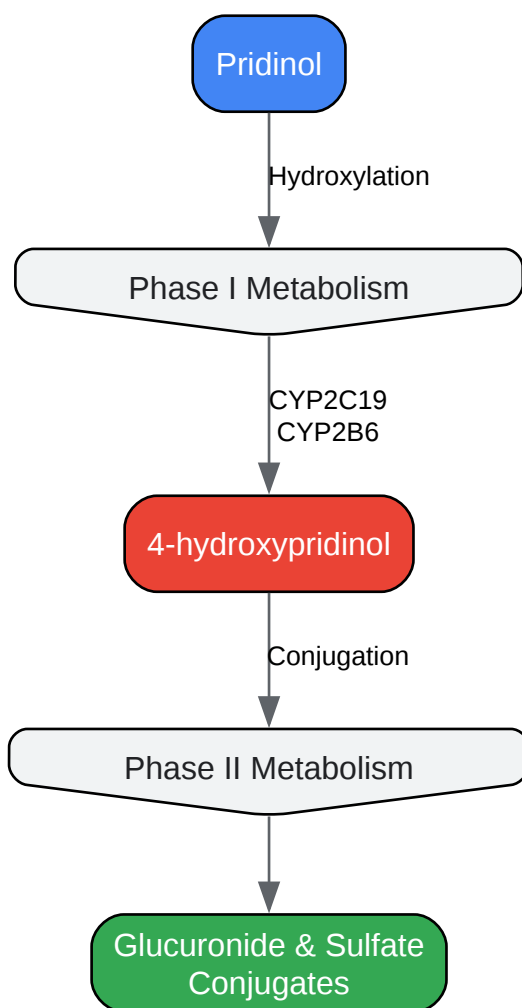 Pridinol
Hydroxylation
Phase I Metabolism
CYP2C19
CYP2B6
4-hydroxypridinol
Conjugation
Phase II Metabolism
Glucuronide & Sulfate
Conjugates